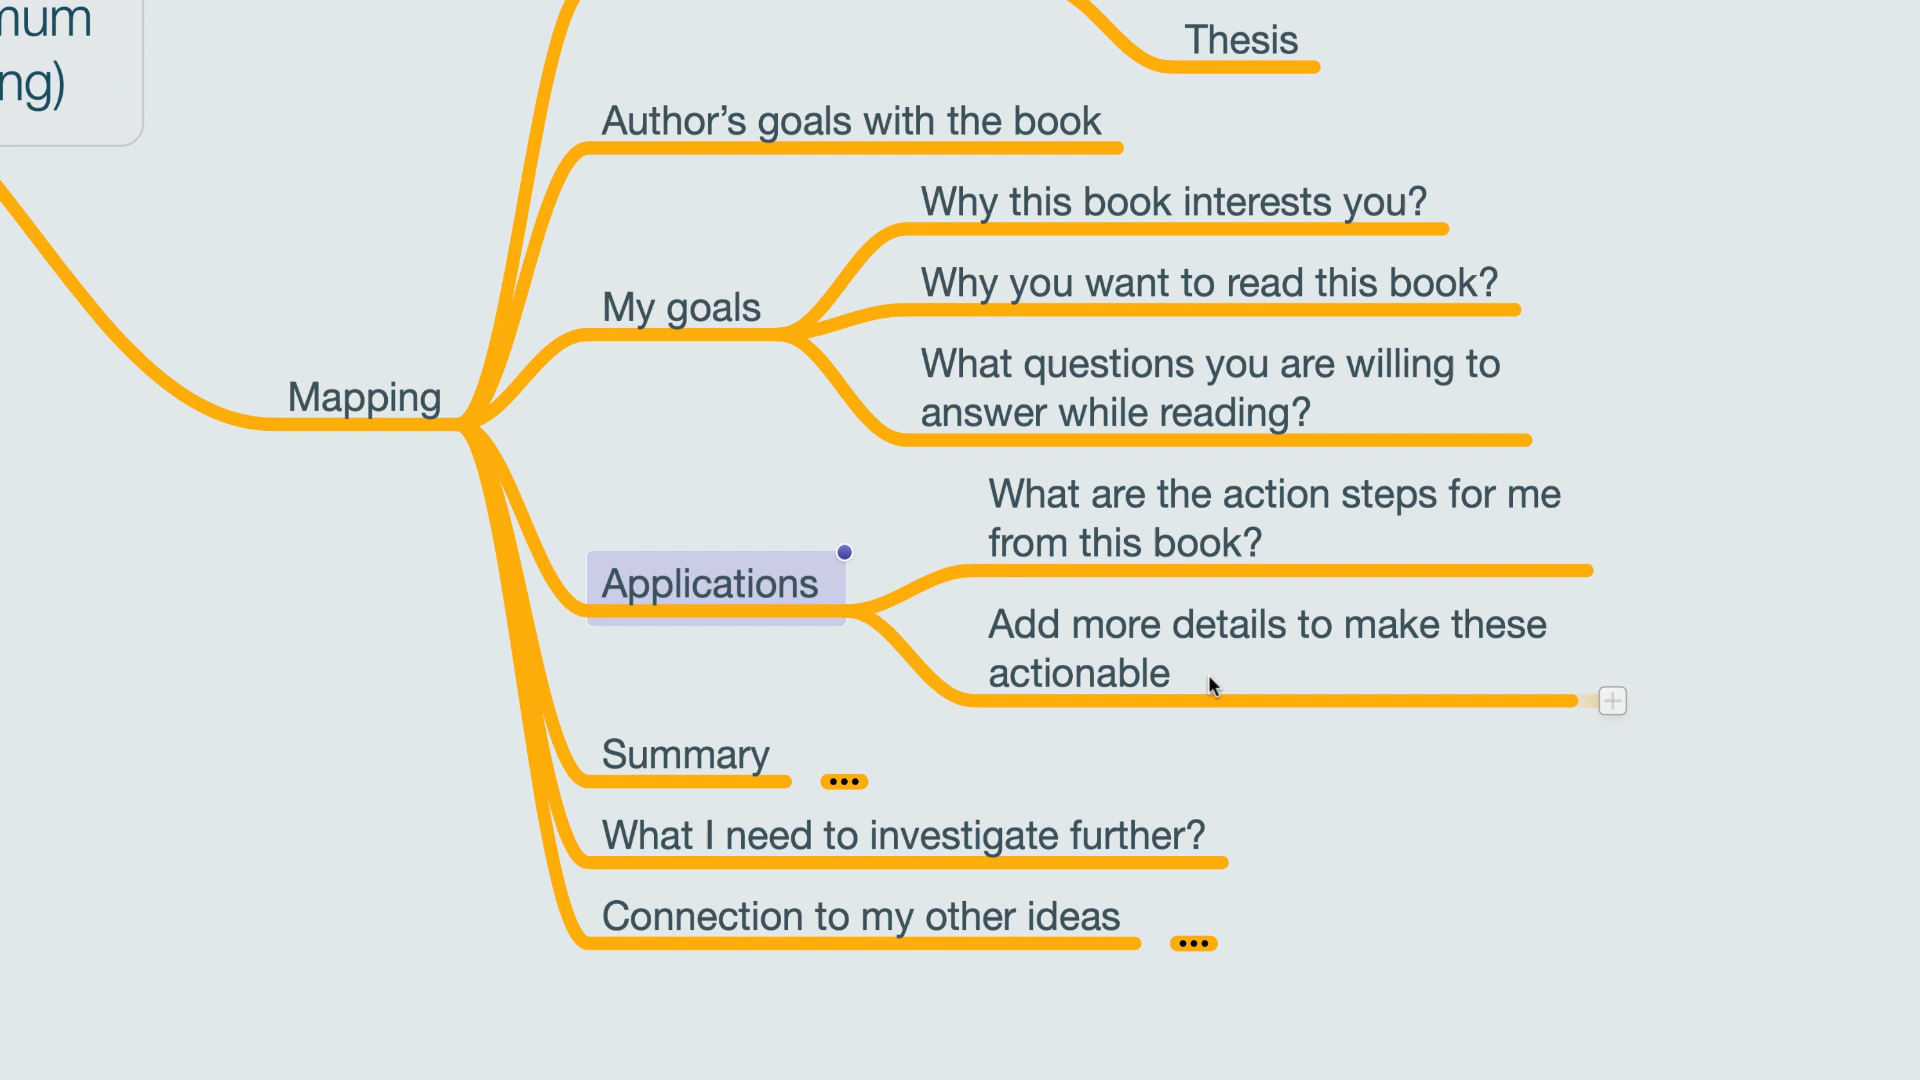 Thesis
Author's goals with the book
Why this book interests you?
My goals
Why you want to read this book?
What questions you are willing to
answer while reading?
Mapping
What are the action steps for me
from this book?
Applications
Add more details to make these
actionable
Summary
What I need to investigate further?
Connection to my other ideas